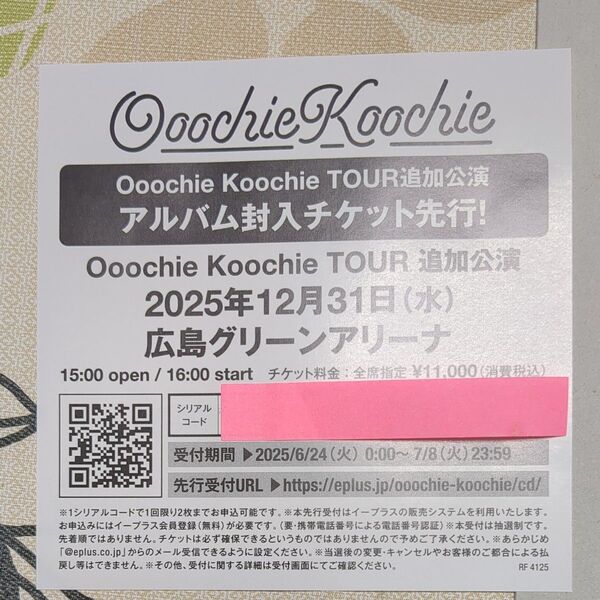 Ooochie Koochie
Ooochie Koochie TOUR追加公演
アルバム封入チケット先行!
Ooochie Koochie TOUR 追加公演
2025年12月31日(水)
広島グリーンアリーナ
15:00 open / 16:00 start チケット料金:全席指定 ¥11,000(消費税込)
シリアル
コード
受付期間 ▶2025/6/24(火) 0:00〜 7/8(火) 23:59
先行受付URL ▶https://eplus.jp/ooochie-koochie/cd/
※1シリアルコードで1回限り2枚までお申込可能です。※本先行受付はイープラスの販売システムを利用いたします。
お申込みにはイープラス会員登録(無料)が必要です。(要・携帯電話番号による電話番号認証)※本受付は抽選制です。
先着順ではありません。チケットは必ず確保できるというものではありませんので予めご了承ください。※あらかじめ
「@eplus.co.jp」からのメール受信できるように設定ください。※当選後の変更・キャンセルやお客様のご都合による払
戻し等はできません。※その他、受付に関する詳細は受付画面にてご確認ください。
RF 4125